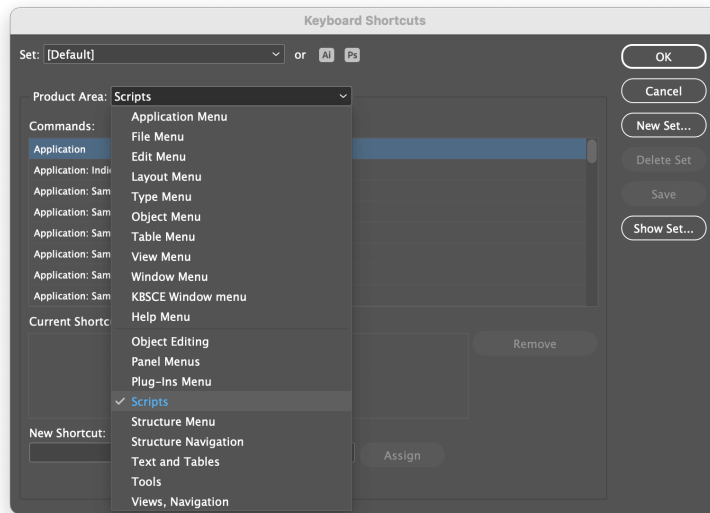 Keyboard Shortcuts
Set: [Default] or Ai Ps
OK
Product Area: Scripts
Cancel
Application Menu
Commands:
File Menu
New Set...
Application
Edit Menu
Delete Set
Application: Indi
Layout Menu
Application: Sam
Type Menu
Save
Application: Sam
Object Menu
Application: Sam
Table Menu
Show Set...
Application: Sam
View Menu
Application: Sam
Window Menu
Application: Sam
KBSCE Window menu
Current Shortc
Help Menu
Object Editing
Remove
Panel Menus
Plug-Ins Menu
Scripts
Structure Menu
New Shortcut:
Structure Navigation
Assign
Text and Tables
Tools
Views, Navigation